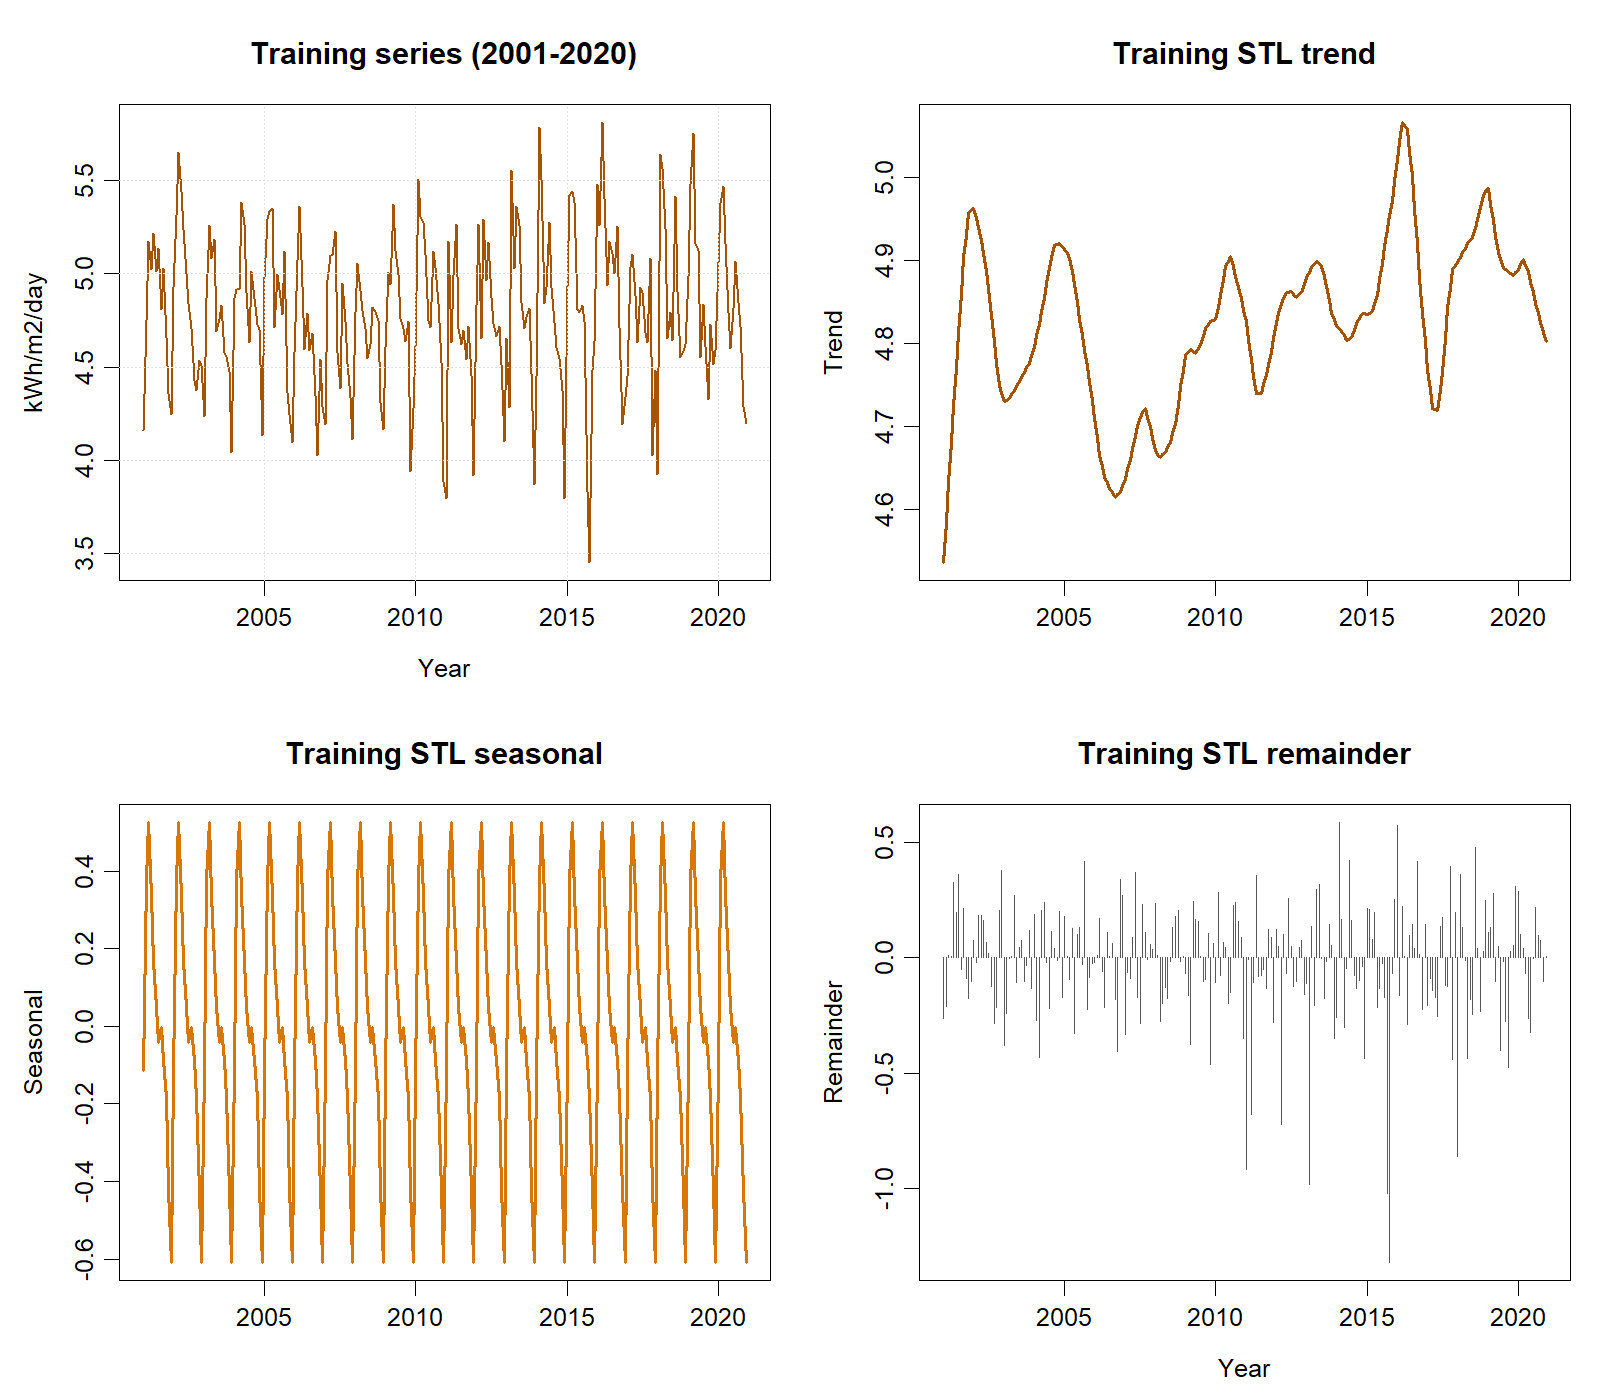 Training series (2001-2020)
kWh/m2/day
5.5
5.0
4.5
4.0
3.5
2005 2010 2015 2020
Year
Training STL trend
Trend
5.0
4.9
4.8
4.7
4.6
2005 2010 2015 2020
Training STL seasonal
Seasonal
0.4
0.2
0.0
-0.2
-0.4
-0.6
2005 2010 2015 2020
Training STL remainder
Remainder
0.5
0.0
-0.5
-1.0
2005 2010 2015 2020
Year